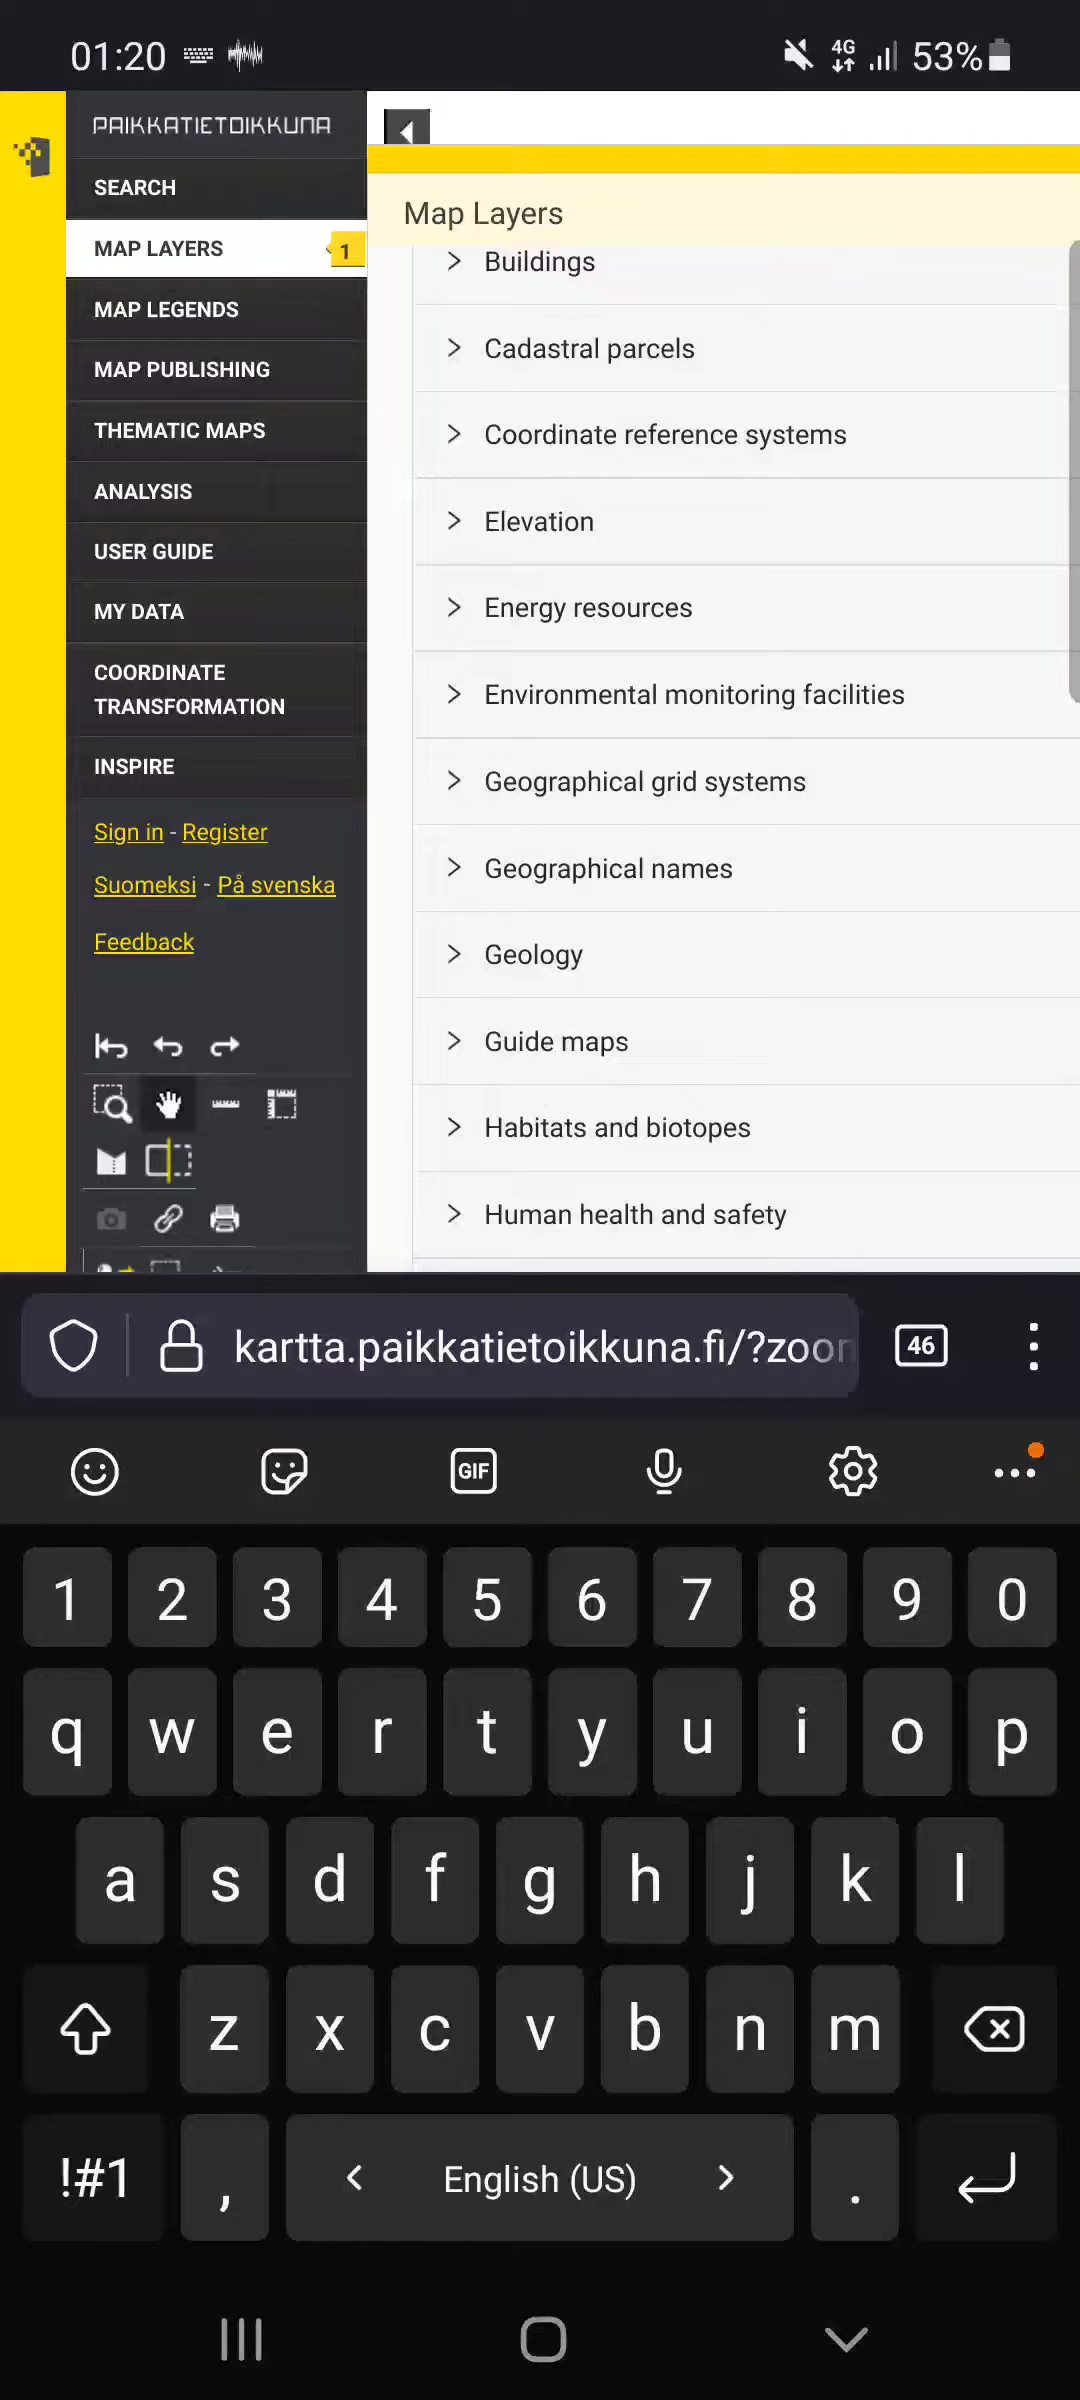 01:20
4G
53%
PAIKKATIETOIKKUNA
SEARCH
MAP LAYERS
1
MAP LEGENDS
MAP PUBLISHING
THEMATIC MAPS
ANALYSIS
USER GUIDE
MY DATA
COORDINATE
TRANSFORMATION
INSPIRE
Sign in - Register
Suomeksi - På svenska
Feedback
Map Layers
Buildings
Cadastral parcels
Coordinate reference systems
Elevation
Energy resources
Environmental monitoring facilities
Geographical grid systems
Geographical names
Geology
Guide maps
Habitats and biotopes
Human health and safety
kartta.paikkatietoikkuna.fi/?zoom
46
GIF
1 2 3 4 5 6 7 8 9 0
q w e r t y u i o p
a s d f g h j k l
z x c v b n m
!#1 , < English (US) > .